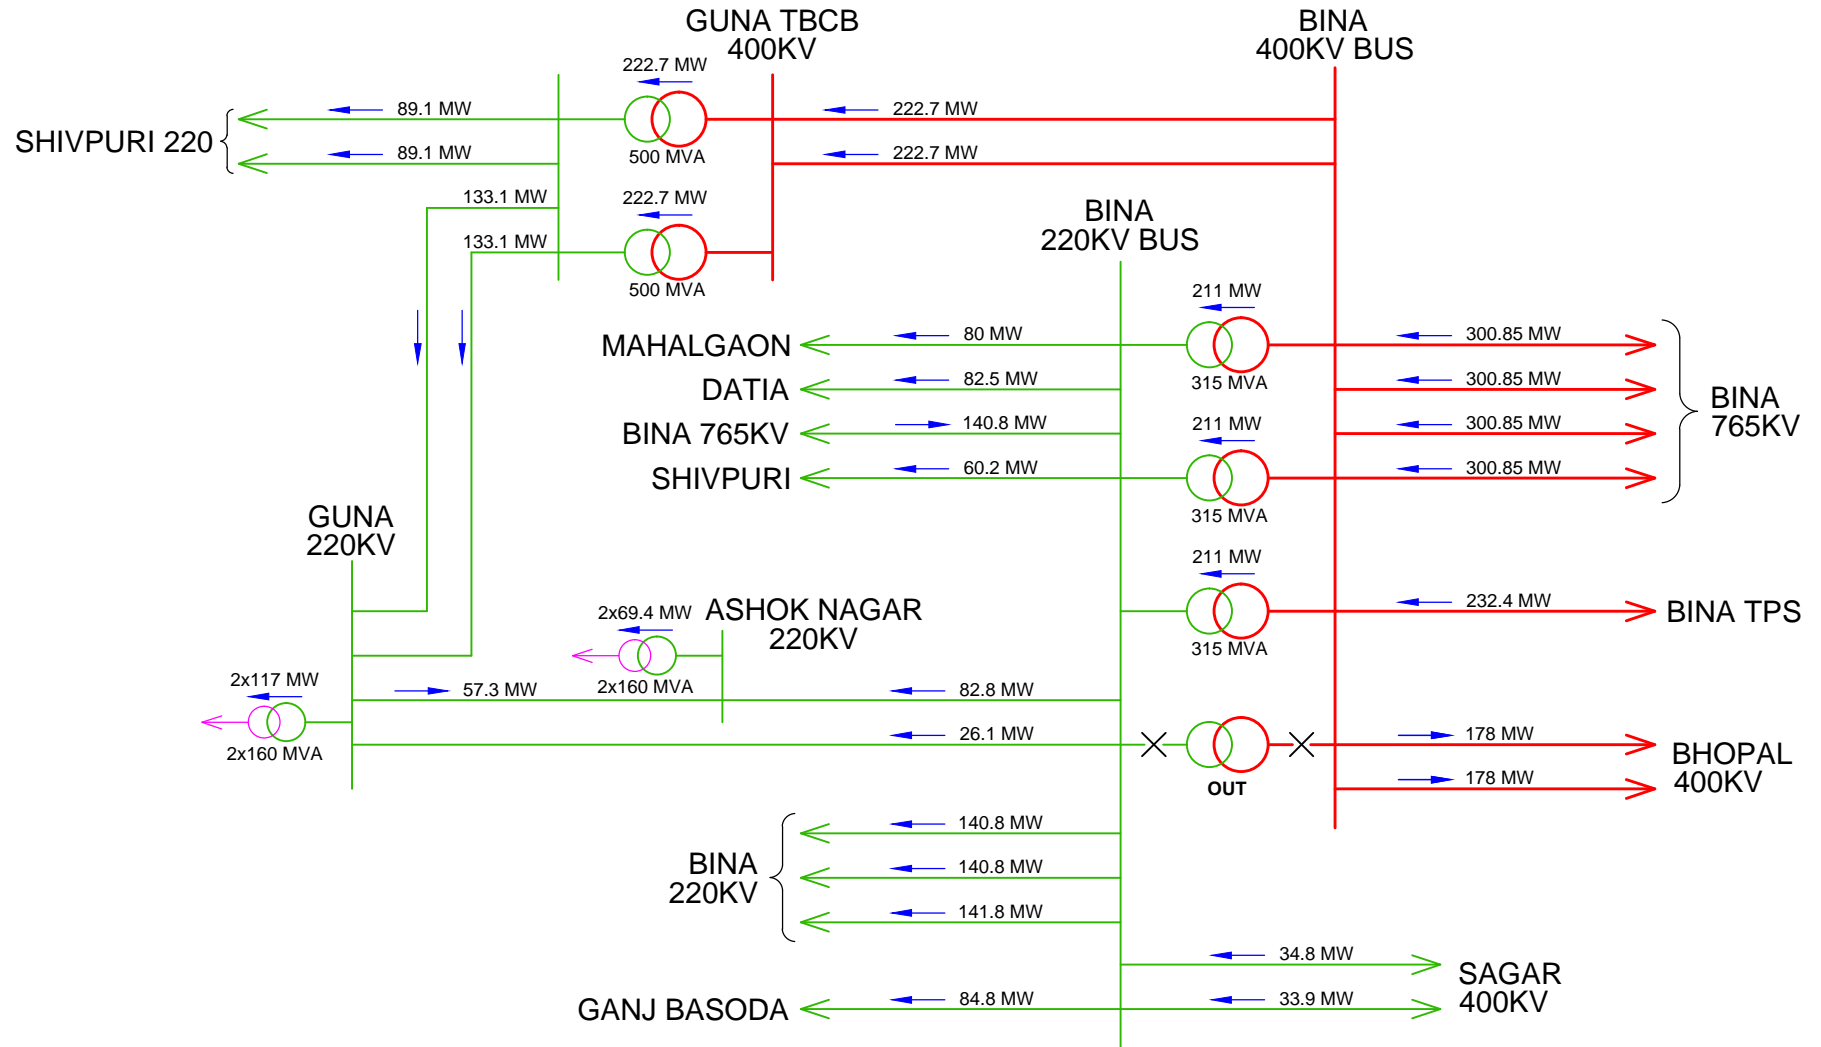 GUNA TBCB
400KV
BINA
400KV BUS
222.7 MW
89.1 MW
222.7 MW
SHIVPURI 220
500 MVA
89.1 MW
222.7 MW
133.1 MW
222.7 MW
133.1 MW
500 MVA
BINA
220KV BUS
211 MW
MAHALGAON
80 MW
300.85 MW
315 MVA
DATIA
82.5 MW
300.85 MW
BINA
765KV
BINA 765KV
140.8 MW
211 MW
300.85 MW
SHIVPURI
60.2 MW
300.85 MW
315 MVA
GUNA
220KV
211 MW
2x69.4 MW
ASHOK NAGAR
220KV
232.4 MW
BINA TPS
315 MVA
2x117 MW
2x160 MVA
57.3 MW
82.8 MW
2x160 MVA
26.1 MW
178 MW
BHOPAL
400KV
OUT
178 MW
140.8 MW
BINA
220KV
140.8 MW
141.8 MW
34.8 MW
SAGAR
400KV
GANJ BASODA
84.8 MW
33.9 MW